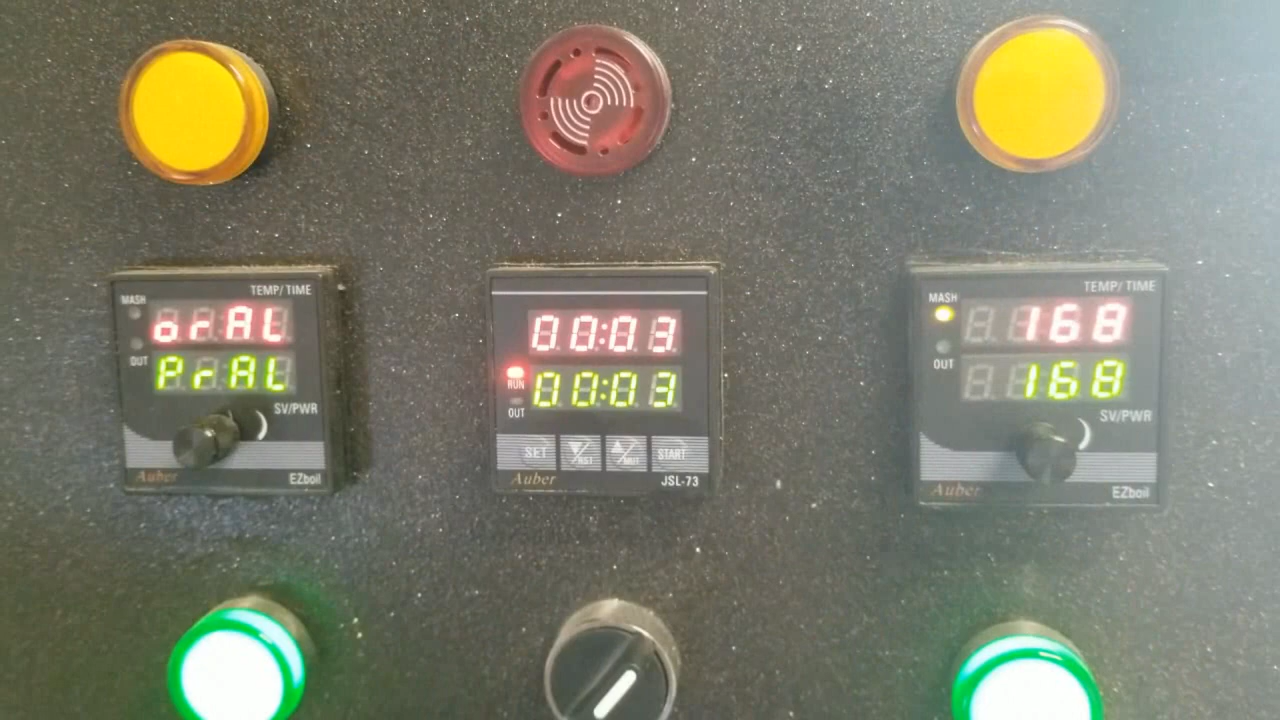 TEMP/TIME
MASH
orAL
OUT
PrAL
SV/PWR
Auber
EZboil
00:03
RUN
00:03
OUT
SET
▼/RST
START
Auber
JSL-73
TEMP/TIME
MASH
168
OUT
168
SV/PWR
Auber
EZboil